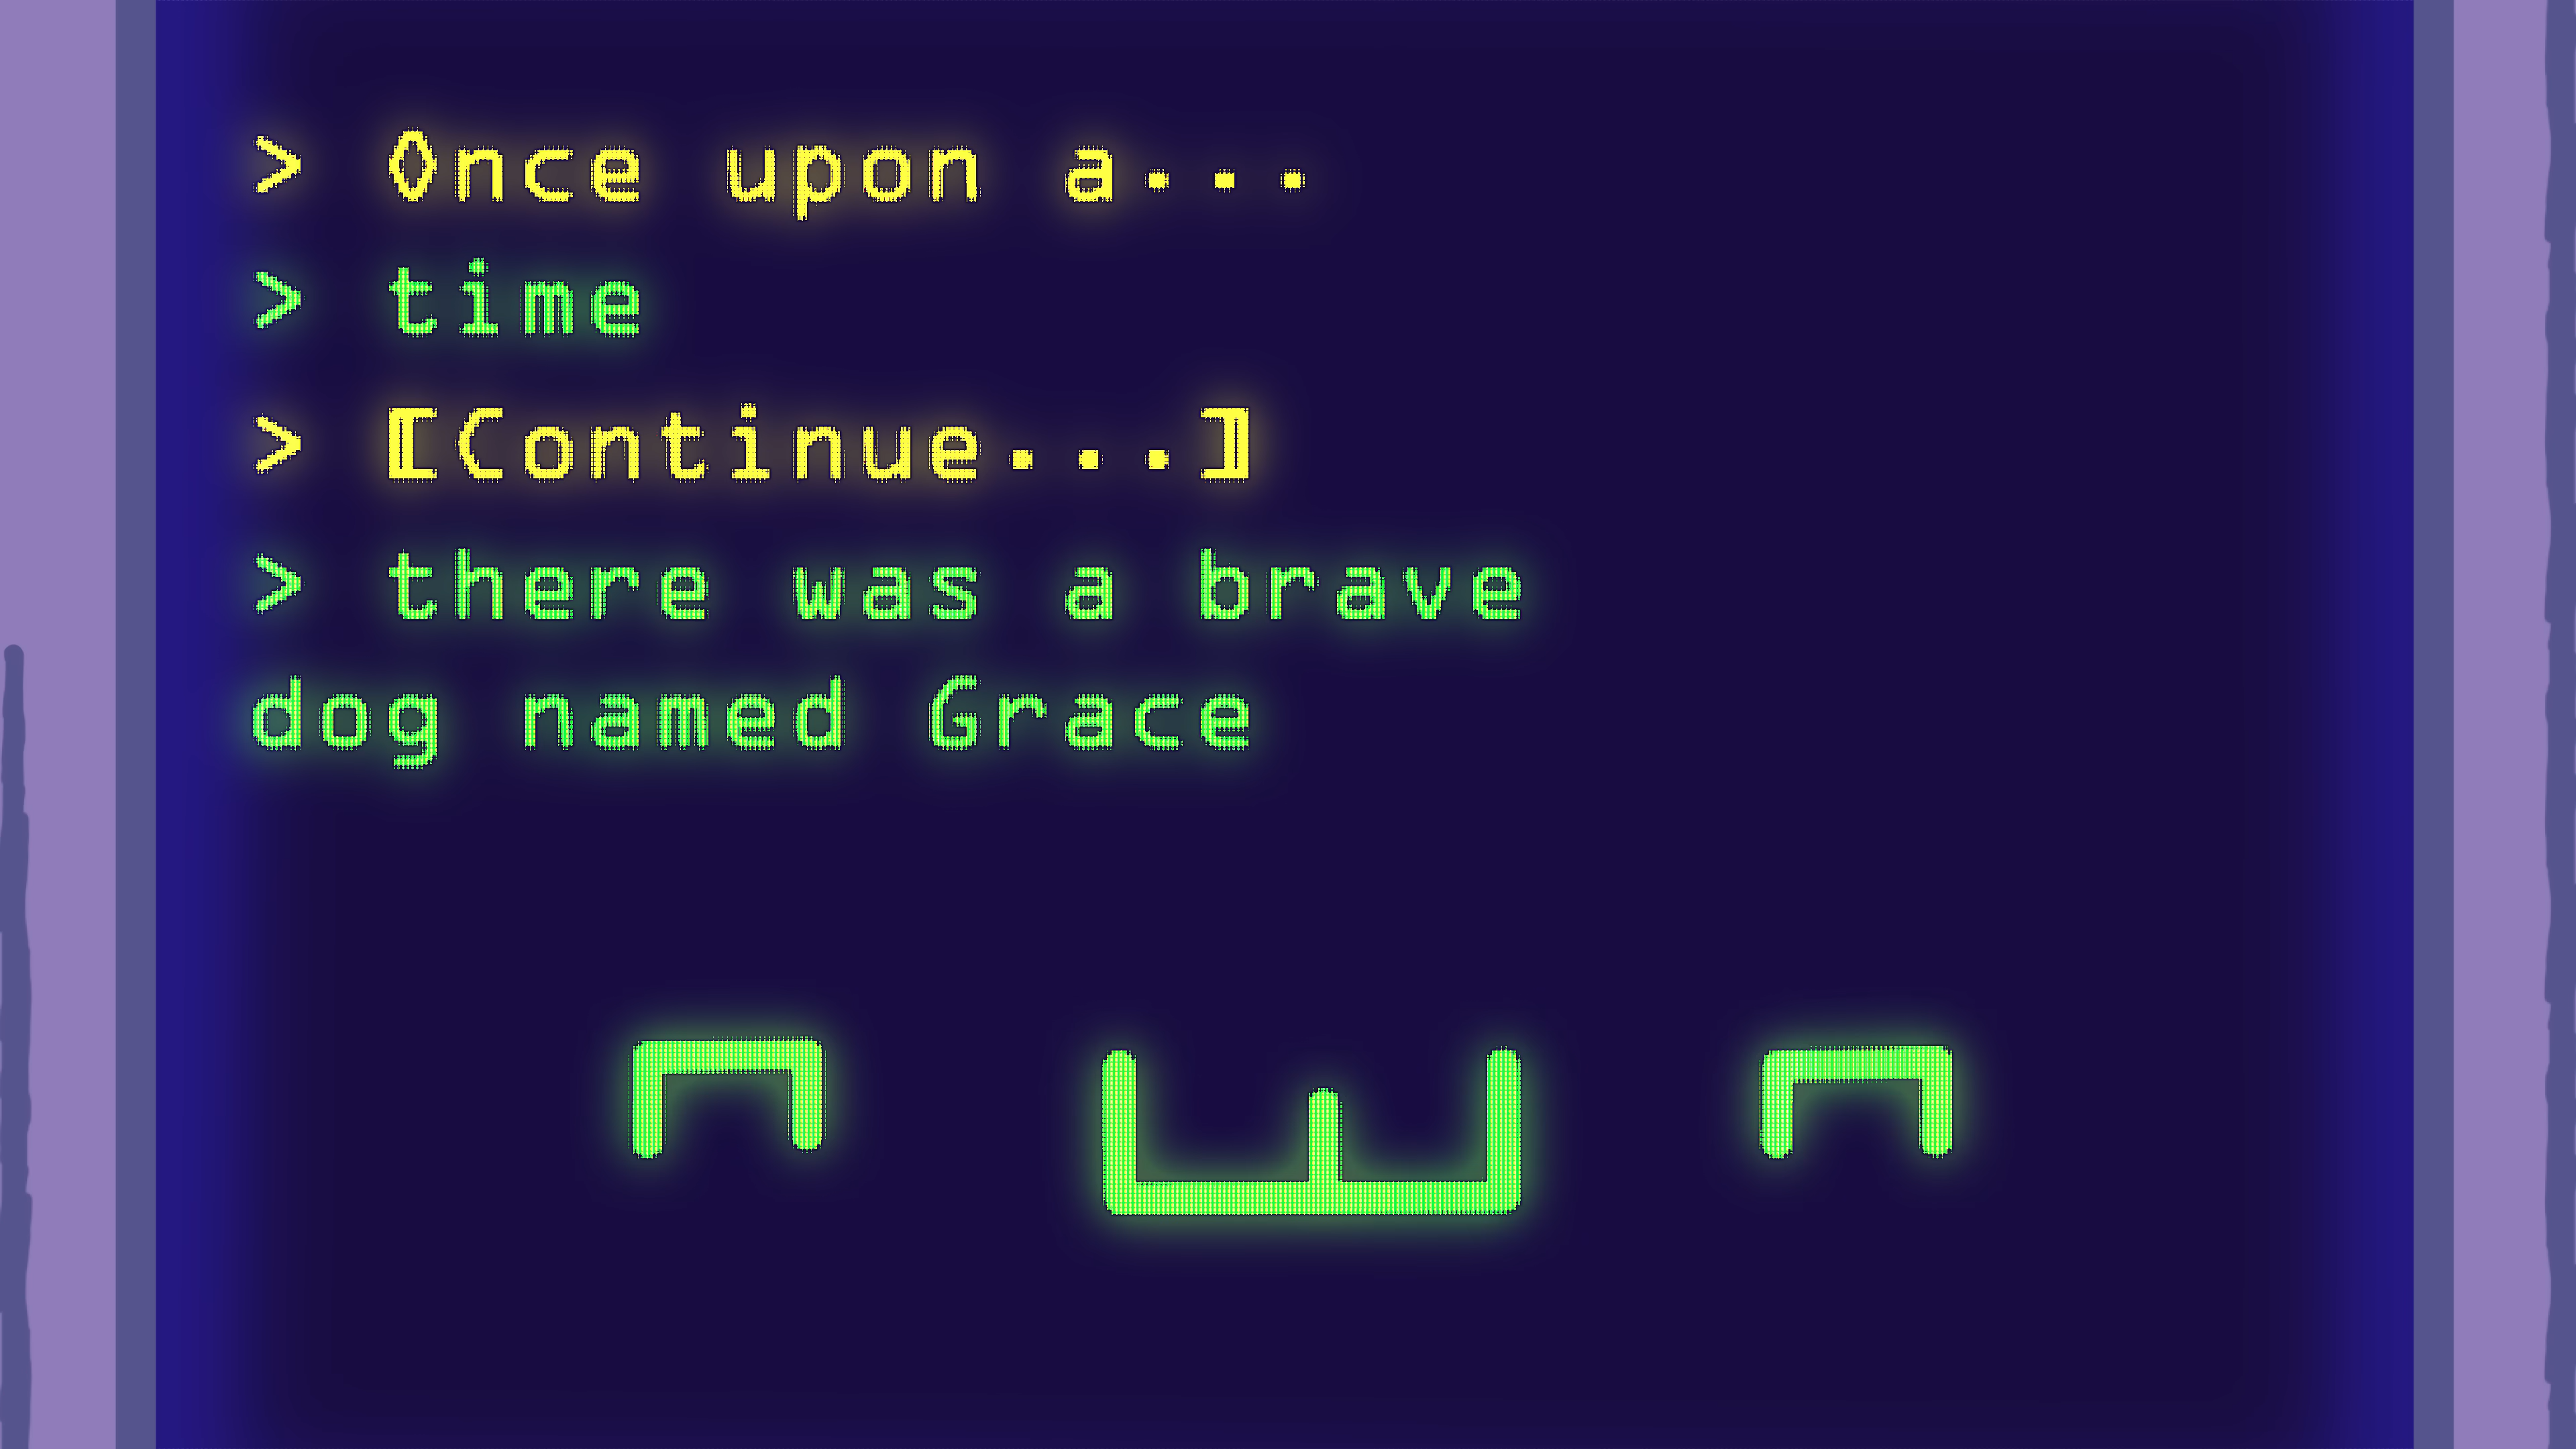 > Once upon a...
> time
> [Continue...]
> there was a brave
dog named Grace